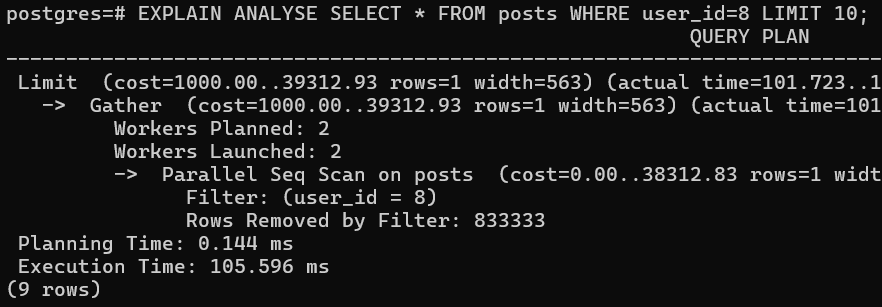 postgres=# EXPLAIN ANALYSE SELECT * FROM posts WHERE user_id=8 LIMIT 10;
QUERY PLAN
-------------------------------------------------------------------------
Limit  (cost=1000.00..39312.93 rows=1 width=563) (actual time=101.723..1
->  Gather  (cost=1000.00..39312.93 rows=1 width=563) (actual time=101
Workers Planned: 2
Workers Launched: 2
->  Parallel Seq Scan on posts  (cost=0.00..38312.83 rows=1 widt
Filter: (user_id = 8)
Rows Removed by Filter: 833333
Planning Time: 0.144 ms
Execution Time: 105.596 ms
(9 rows)